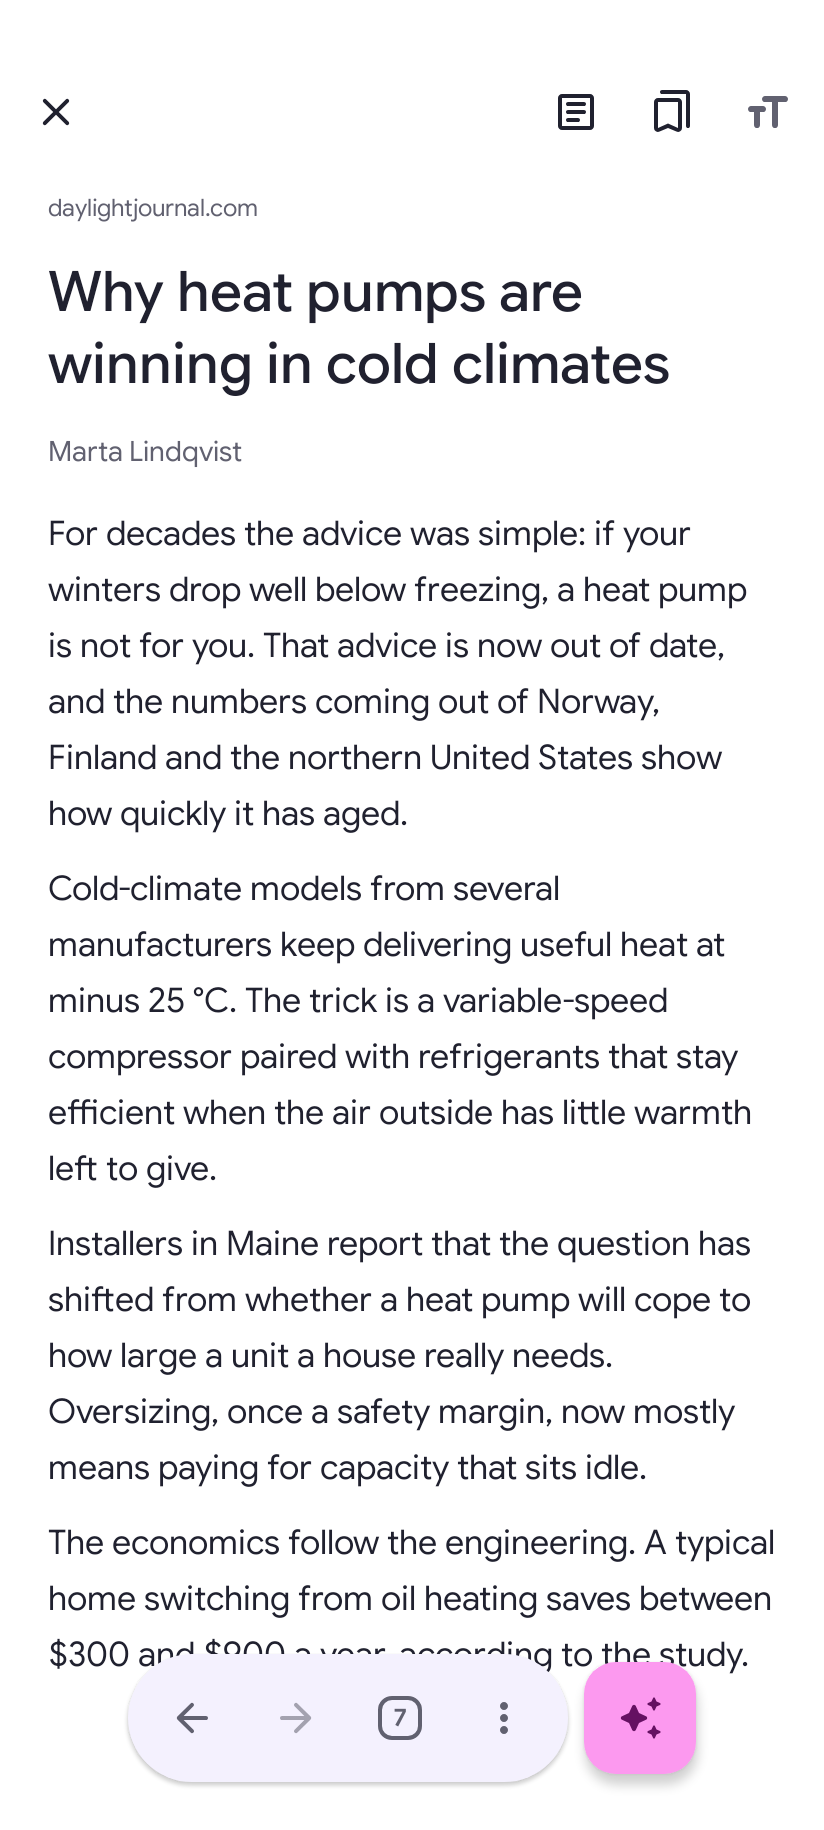 daylightjournal.com
Why heat pumps are
winning in cold climates
Marta Lindqvist
For decades the advice was simple: if your
winters drop well below freezing, a heat pump
is not for you. That advice is now out of date,
and the numbers coming out of Norway,
Finland and the northern United States show
how quickly it has aged.
Cold-climate models from several
manufacturers keep delivering useful heat at
minus 25 °C. The trick is a variable-speed
compressor paired with refrigerants that stay
efficient when the air outside has little warmth
left to give.
Installers in Maine report that the question has
shifted from whether a heat pump will cope to
how large a unit a house really needs.
Oversizing, once a safety margin, now mostly
means paying for capacity that sits idle.
The economics follow the engineering. A typical
home switching from oil heating saves between
$300 and $900 a year, according to the study.
7